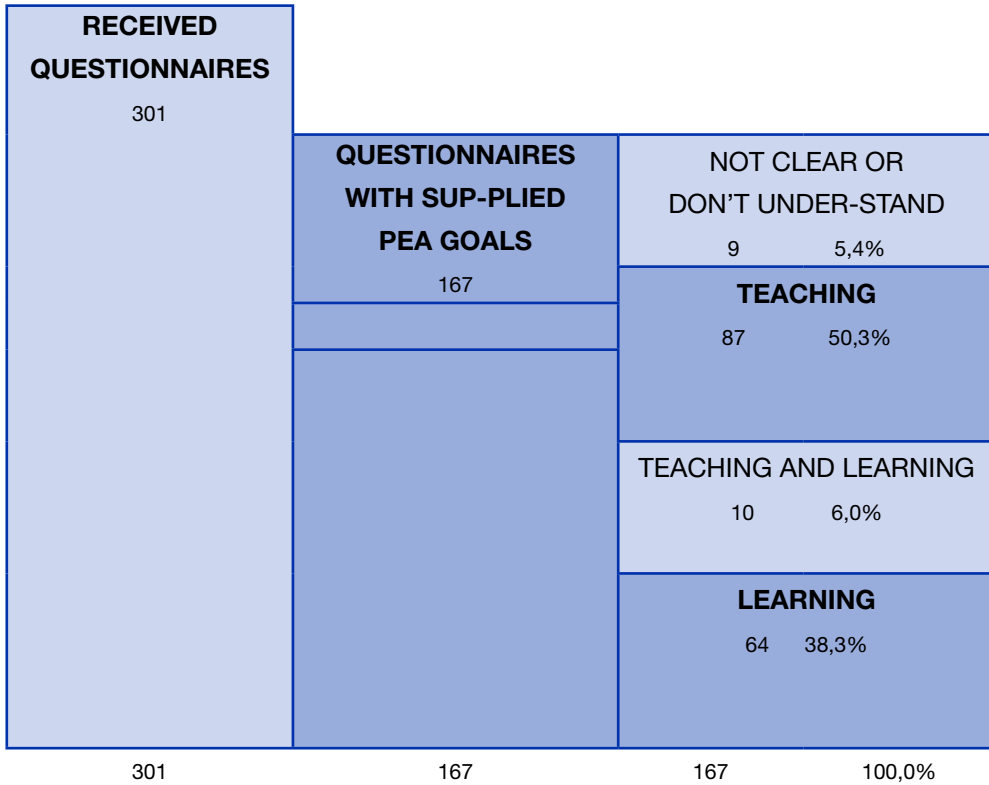 RECEIVED
QUESTIONNAIRES
301
QUESTIONNAIRES
WITH SUP-PLIED
PEA GOALS
167
NOT CLEAR OR
DON'T UNDER-STAND
9 5,4%
TEACHING
87 50,3%
TEACHING AND LEARNING
10 6,0%
LEARNING
64 38,3%
301 167 167 100,0%